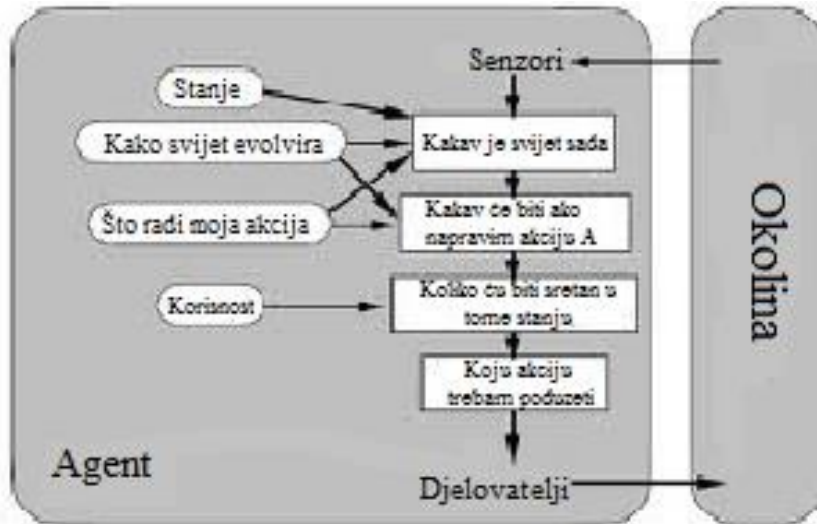 Senzori
Stanje
Kako svijet evolvira
Kakav je svijet sada
Što radi moja akcija
Kakav će biti ako
napravim akciju A
Korisnost
Koliko ću biti sretan u
tome stanju
Koju akciju
trebam poduzeti
Agent
Djelovatelji
Okolina